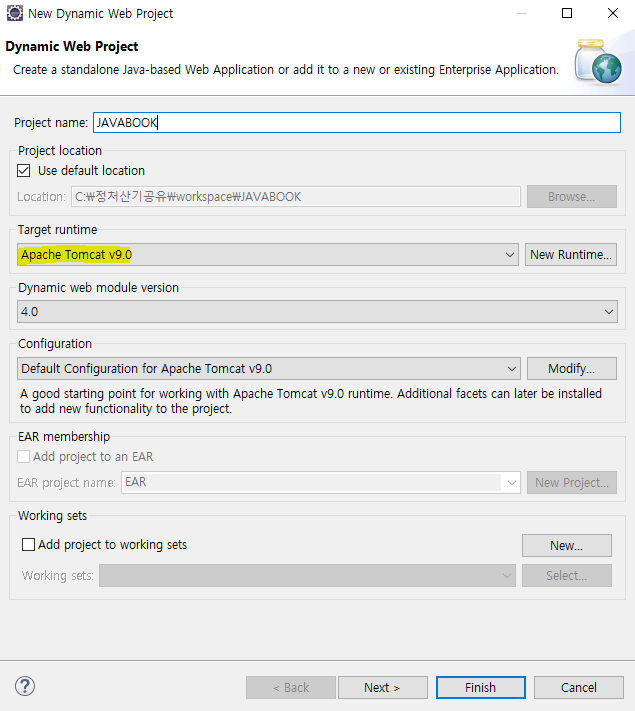 New Dynamic Web Project
Dynamic Web Project
Create a standalone Java-based Web Application or add it to a new or existing Enterprise Application.
Project name: JAVABOOK
Project location
Use default location
Location: C:₩정처산기공유₩workspace₩JAVABOOK Browse...
Target runtime
Apache Tomcat v9.0 New Runtime...
Dynamic web module version
4.0
Configuration
Default Configuration for Apache Tomcat v9.0 Modify...
A good starting point for working with Apache Tomcat v9.0 runtime. Additional facets can later be installed
to add new functionality to the project.
EAR membership
Add project to an EAR
EAR project name: EAR New Project...
Working sets
Add project to working sets New...
Working sets: Select...
? < Back Next > Finish Cancel